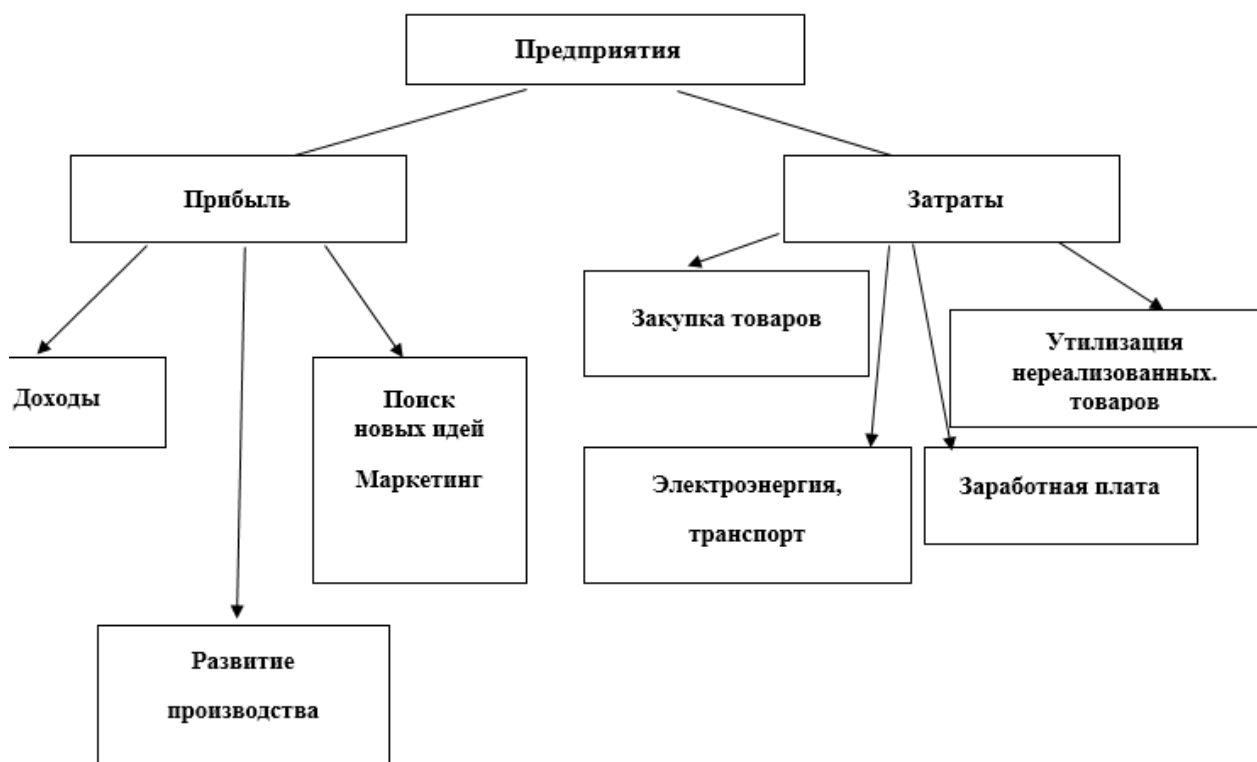 Предприятия
Прибыль
Затраты
Доходы
Поиск
новых идей
Маркетинг
Развитие
производства
Закупка товаров
Электроэнергия,
транспорт
Заработная плата
Утилизация
нереализованных.
товаров